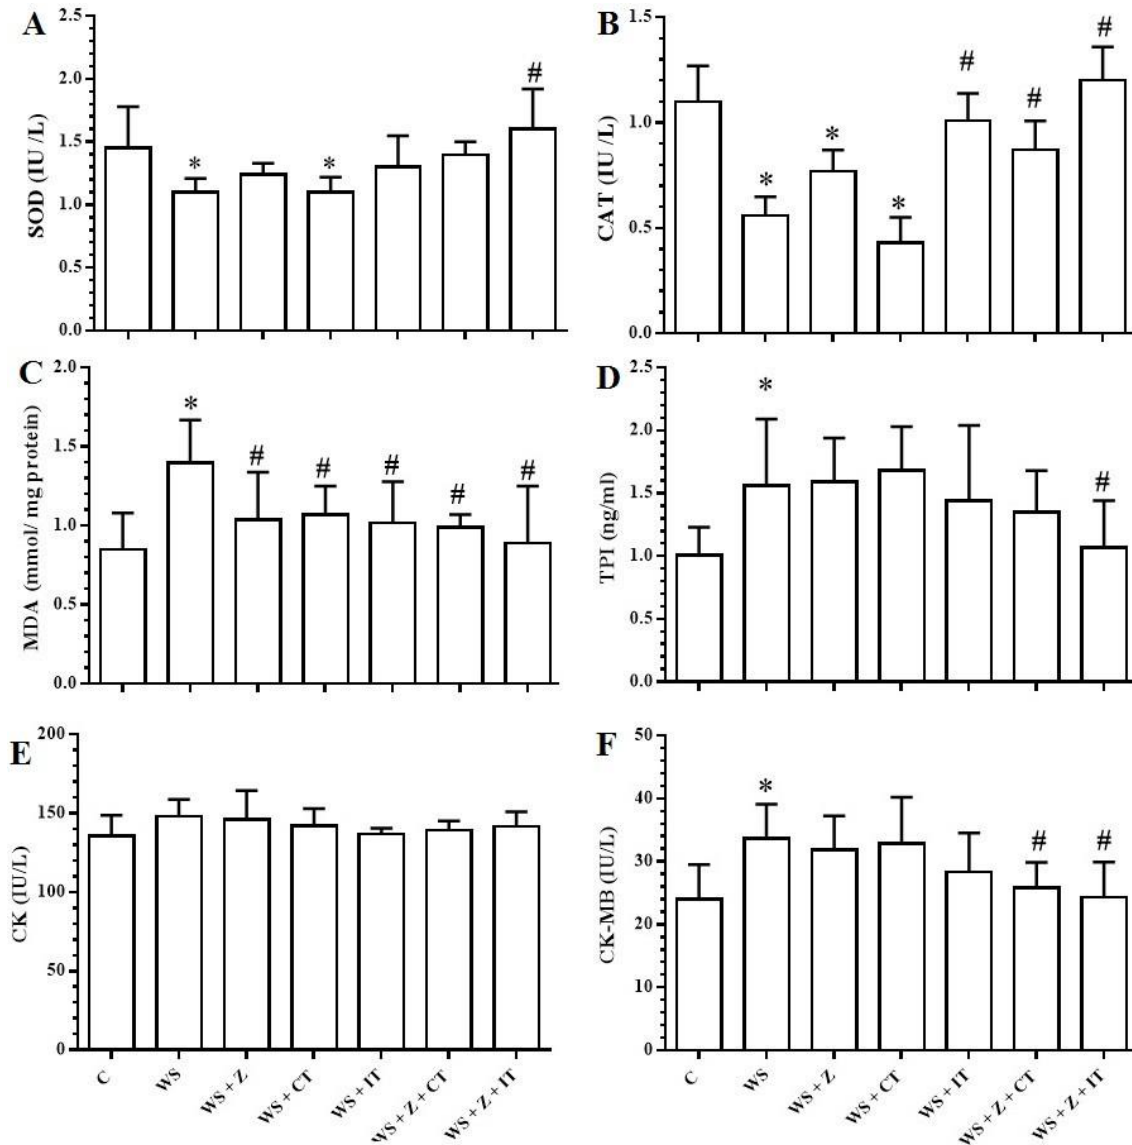 A
SOD (IU /L)
2.5
2.0
1.5
1.0
0.5
0.0
*
*
#
B
CAT (IU /L)
1.5
1.0
0.5
0.0
*
*
*
#
#
#
C
MDA (mmol/ mg protein)
2.0
1.5
1.0
0.5
0.0
*
#
#
#
#
#
D
TPI (ng/ml)
2.5
2.0
1.5
1.0
0.5
0.0
*
#
E
CK (IU/L)
200
150
100
50
0
C
WS
WS + Z
WS + CT
WS + IT
WS + Z + CT
WS + Z + IT
F
CK-MB (IU/L)
50
40
30
20
10
0
*
#
#
C
WS
WS + Z
WS + CT
WS + IT
WS + Z + CT
WS + Z + IT